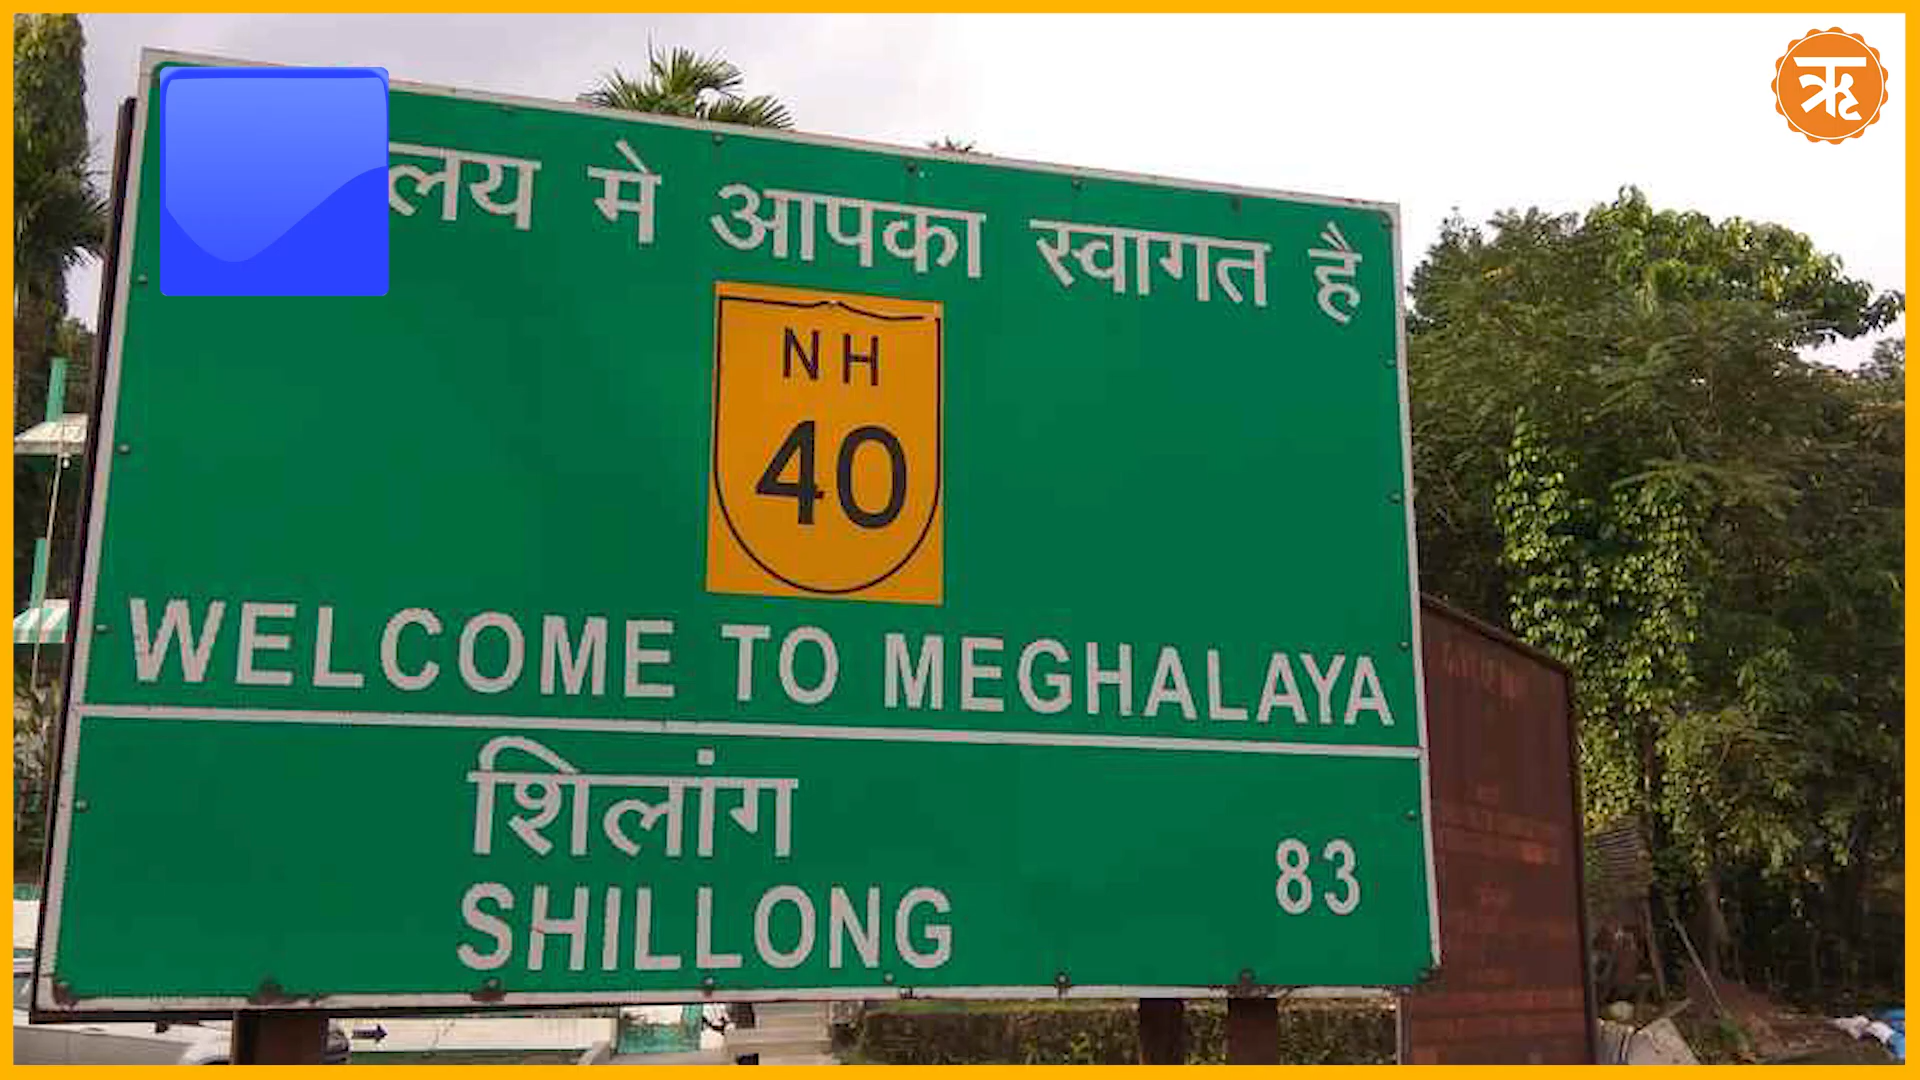 लय मे आपका स्वागत है
NH
40
WELCOME TO MEGHALAYA
शिलांग
SHILLONG 83
ऋ